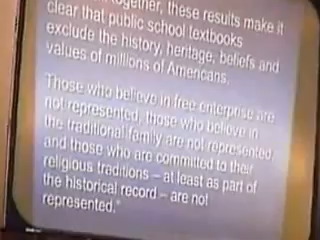 together, these results make it
clear that public school textbooks
exclude the history, heritage, beliefs and
values of millions of Americans.
Those who believe in free enterprise are
not represented, those who believe in
the traditional family are not represented,
and those who are committed to their
religious traditions – at least as part of
the historical record – are not
represented."